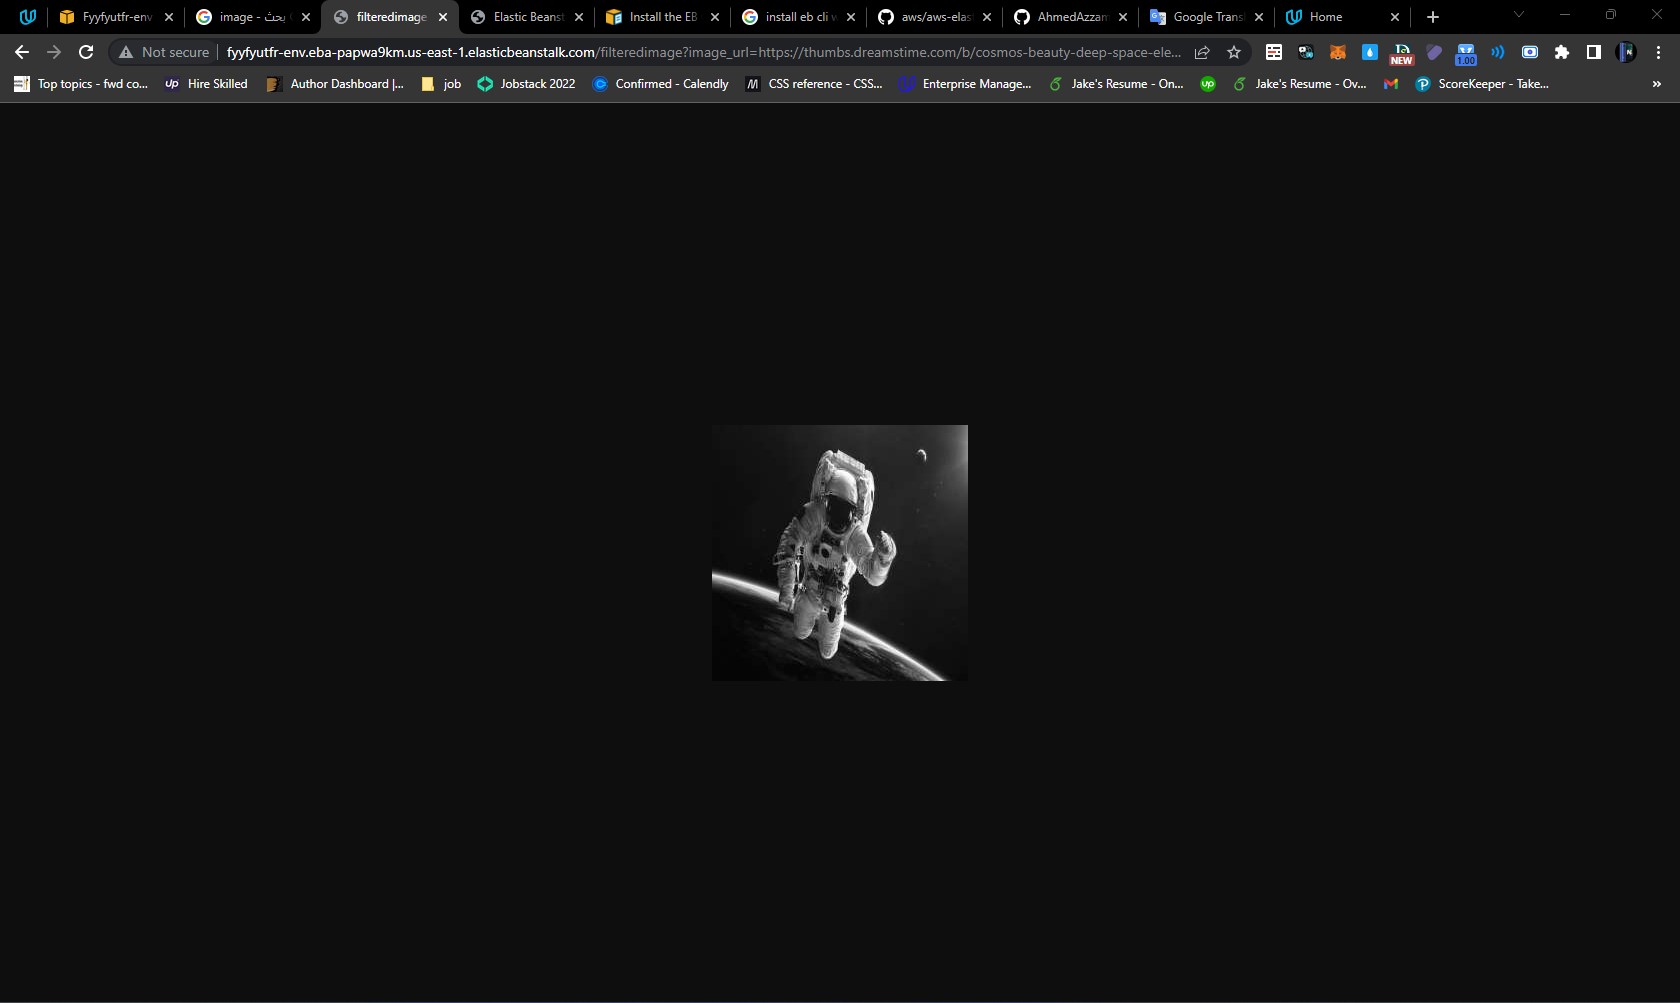 Fyyfyutfr-env
image - بحث
filteredimage
Elastic Beanst
Install the EB
install eb cli w
aws/aws-elas
AhmedAzzam
Google Transl
Home
Not secure
fyyfyutfr-env.eba-papwa9km.us-east-1.elasticbeanstalk.com/filteredimage?image_url=https://thumbs.dreamstime.com/b/cosmos-beauty-deep-space-ele...
NEW
1.00
Top topics - fwd co...
up
Hire Skilled
Author Dashboard |...
job
Jobstack 2022
Confirmed - Calendly
CSS reference - CSS...
Enterprise Manage...
Jake's Resume - On...
up
Jake's Resume - Ov...
ScoreKeeper - Take...
»